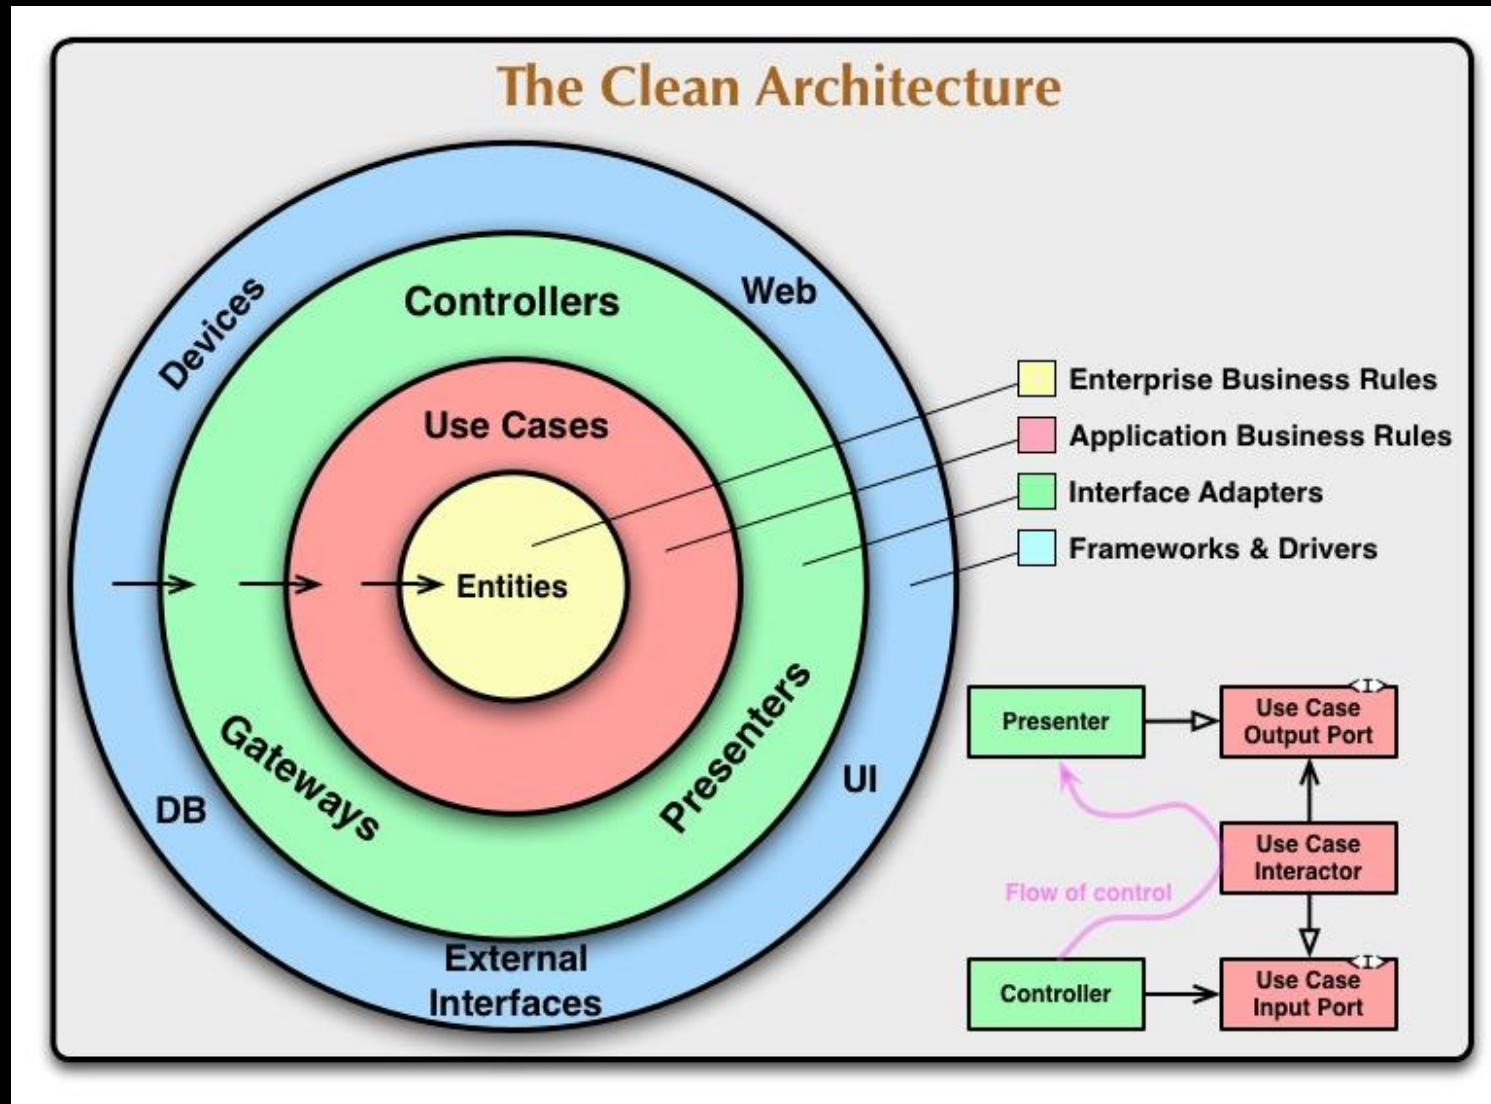 The Clean Architecture
Devices
Web
Controllers
Use Cases
Entities
Gateways
Presenters
DB
UI
External
Interfaces
Enterprise Business Rules
Application Business Rules
Interface Adapters
Frameworks & Drivers
Presenter
<I>
Use Case
Output Port
Use Case
Interactor
Flow of control
Controller
<I>
Use Case
Input Port